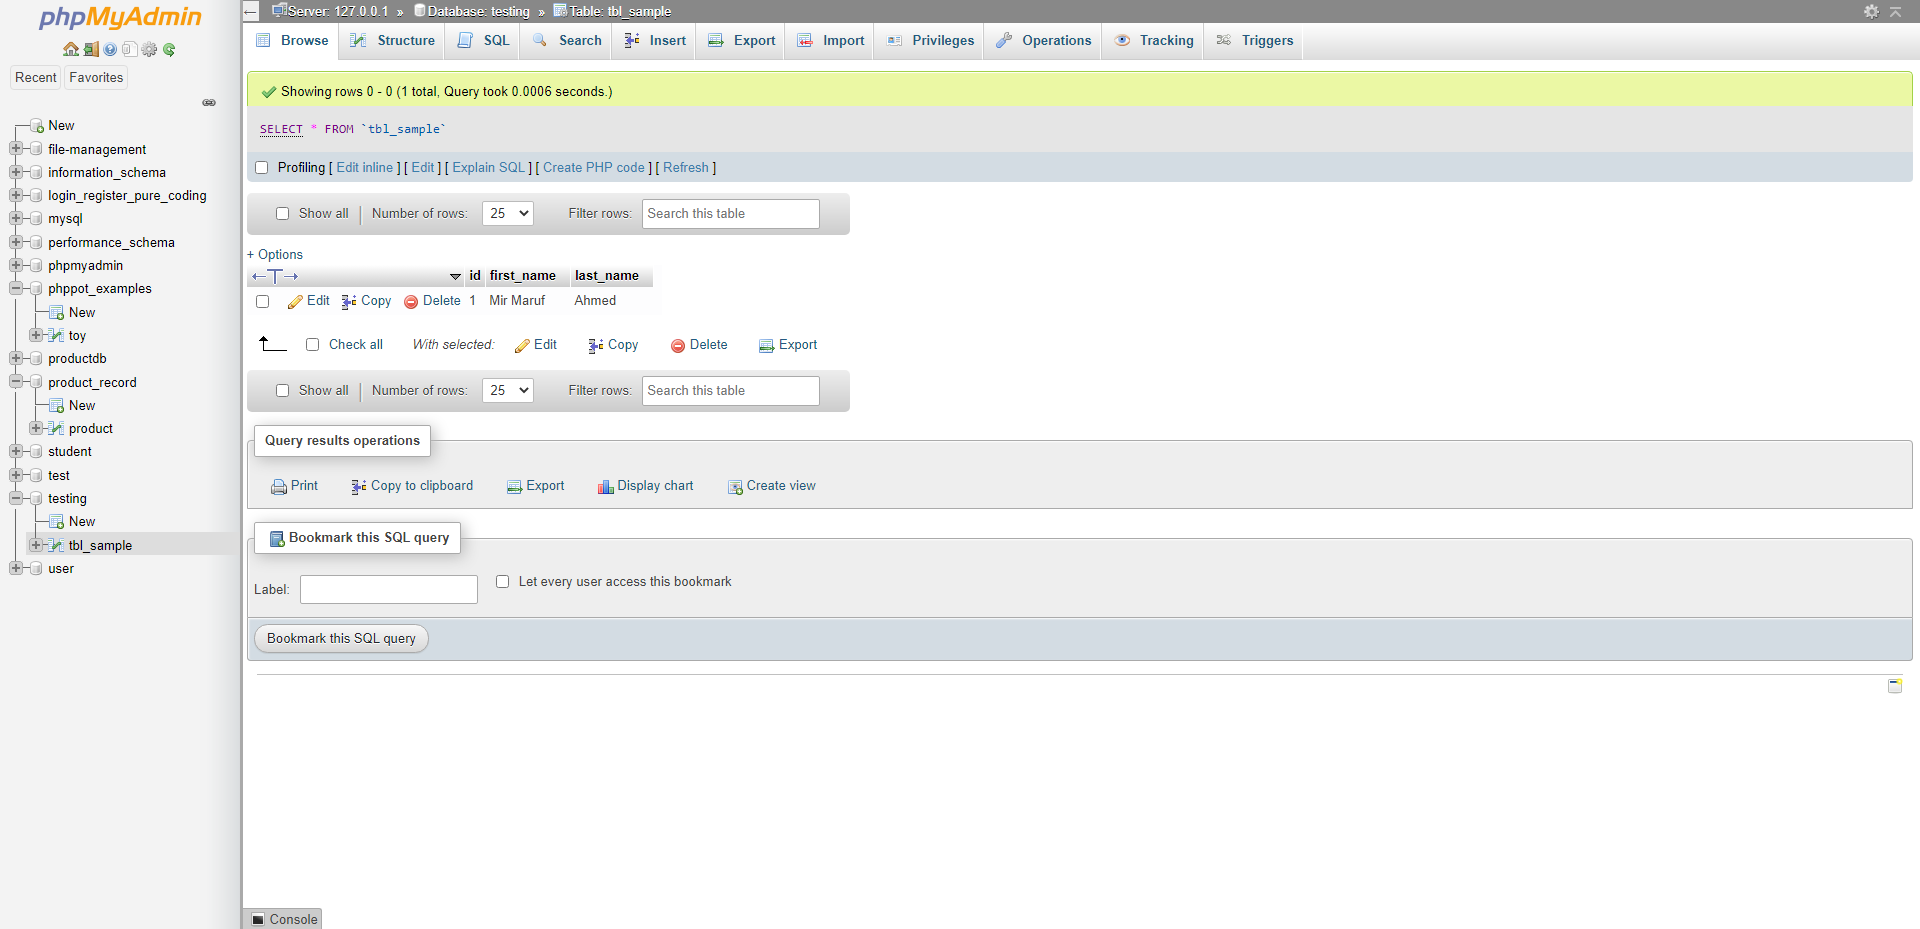 phpMyAdmin
Recent Favorites
New
file-management
information_schema
login_register_pure_coding
mysql
performance_schema
phpmyadmin
phppot_examples
New
toy
productdb
product_record
New
product
student
test
testing
New
tbl_sample
user
Server: 127.0.0.1 » Database: testing » Table: tbl_sample
Browse Structure SQL Search Insert Export Import Privileges Operations Tracking Triggers
Showing rows 0 - 0 (1 total, Query took 0.0006 seconds.)
SELECT * FROM `tbl_sample`
Profiling [ Edit inline ] [ Edit ] [ Explain SQL ] [ Create PHP code ] [ Refresh ]
Show all | Number of rows: 25 Filter rows: Search this table
+ Options
←T→ id first_name last_name
Edit Copy Delete 1 Mir Maruf Ahmed
Check all With selected: Edit Copy Delete Export
Show all | Number of rows: 25 Filter rows: Search this table
Query results operations
Print Copy to clipboard Export Display chart Create view
Bookmark this SQL query
Label: Let every user access this bookmark
Bookmark this SQL query
Console